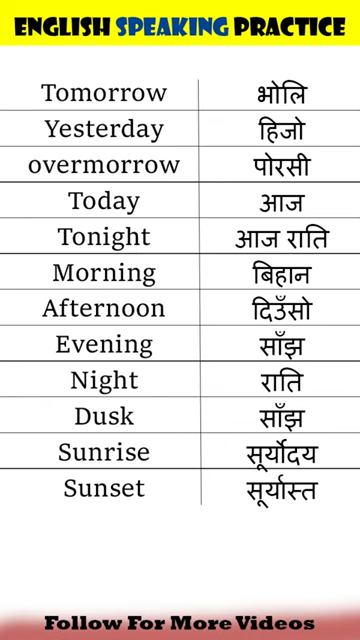 ENGLISH SPEAKING PRACTICE
Tomorrow भोलि
Yesterday हिजो
overmorrow पोरसी
Today आज
Tonight आज राति
Morning बिहान
Afternoon दिउँसो
Evening साँझ
Night राति
Dusk साँझ
Sunrise सूर्योदय
Sunset सूर्यास्त
Follow For More Videos